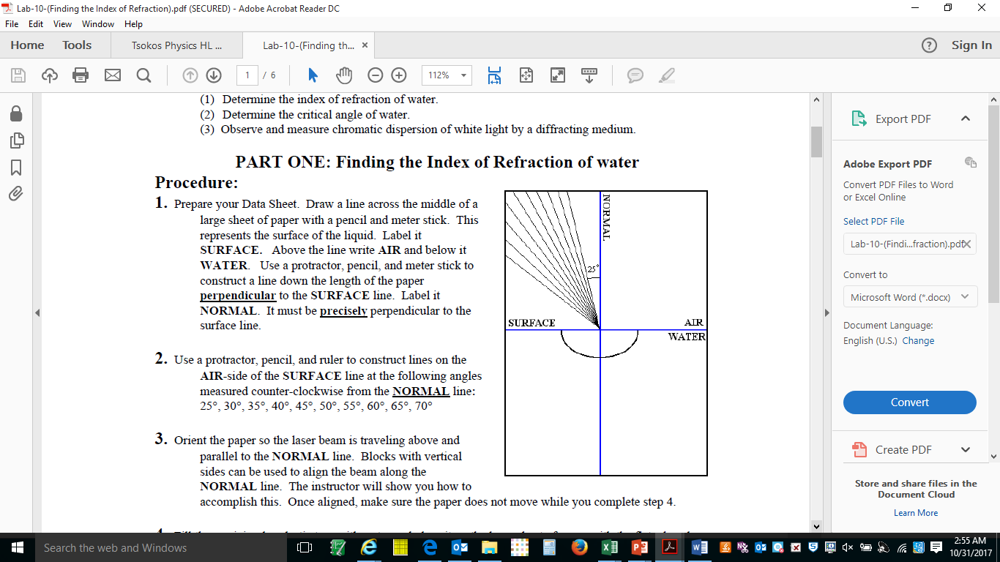 Lab-10-(Finding the Index of Refraction).pdf (SECURED) - Adobe Acrobat Reader DC
File Edit View Window Help
Home Tools Tsokos Physics HL ... Lab-10-(Finding th... × ? Sign In
1 / 6 112%
(1) Determine the index of refraction of water.
(2) Determine the critical angle of water.
(3) Observe and measure chromatic dispersion of white light by a diffracting medium.
PART ONE: Finding the Index of Refraction of water
Procedure:
1. Prepare your Data Sheet. Draw a line across the middle of a
large sheet of paper with a pencil and meter stick. This
represents the surface of the liquid. Label it
SURFACE. Above the line write AIR and below it
WATER. Use a protractor, pencil, and meter stick to
construct a line down the length of the paper
perpendicular to the SURFACE line. Label it
NORMAL. It must be precisely perpendicular to the
surface line.
NORMAL
25°
SURFACE AIR
WATER
2. Use a protractor, pencil, and ruler to construct lines on the
AIR-side of the SURFACE line at the following angles
measured counter-clockwise from the NORMAL line:
25°, 30°, 35°, 40°, 45°, 50°, 55°, 60°, 65°, 70°
3. Orient the paper so the laser beam is traveling above and
parallel to the NORMAL line. Blocks with vertical
sides can be used to align the beam along the
NORMAL line. The instructor will show you how to
accomplish this. Once aligned, make sure the paper does not move while you complete step 4.
Export PDF
Adobe Export PDF
Convert PDF Files to Word
or Excel Online
Select PDF File
Lab-10-(Findi...fraction).pdf
Convert to
Microsoft Word (*.docx)
Document Language:
English (U.S.) Change
Convert
Create PDF
Store and share files in the
Document Cloud
Learn More
Search the web and Windows
2:55 AM
10/31/2017